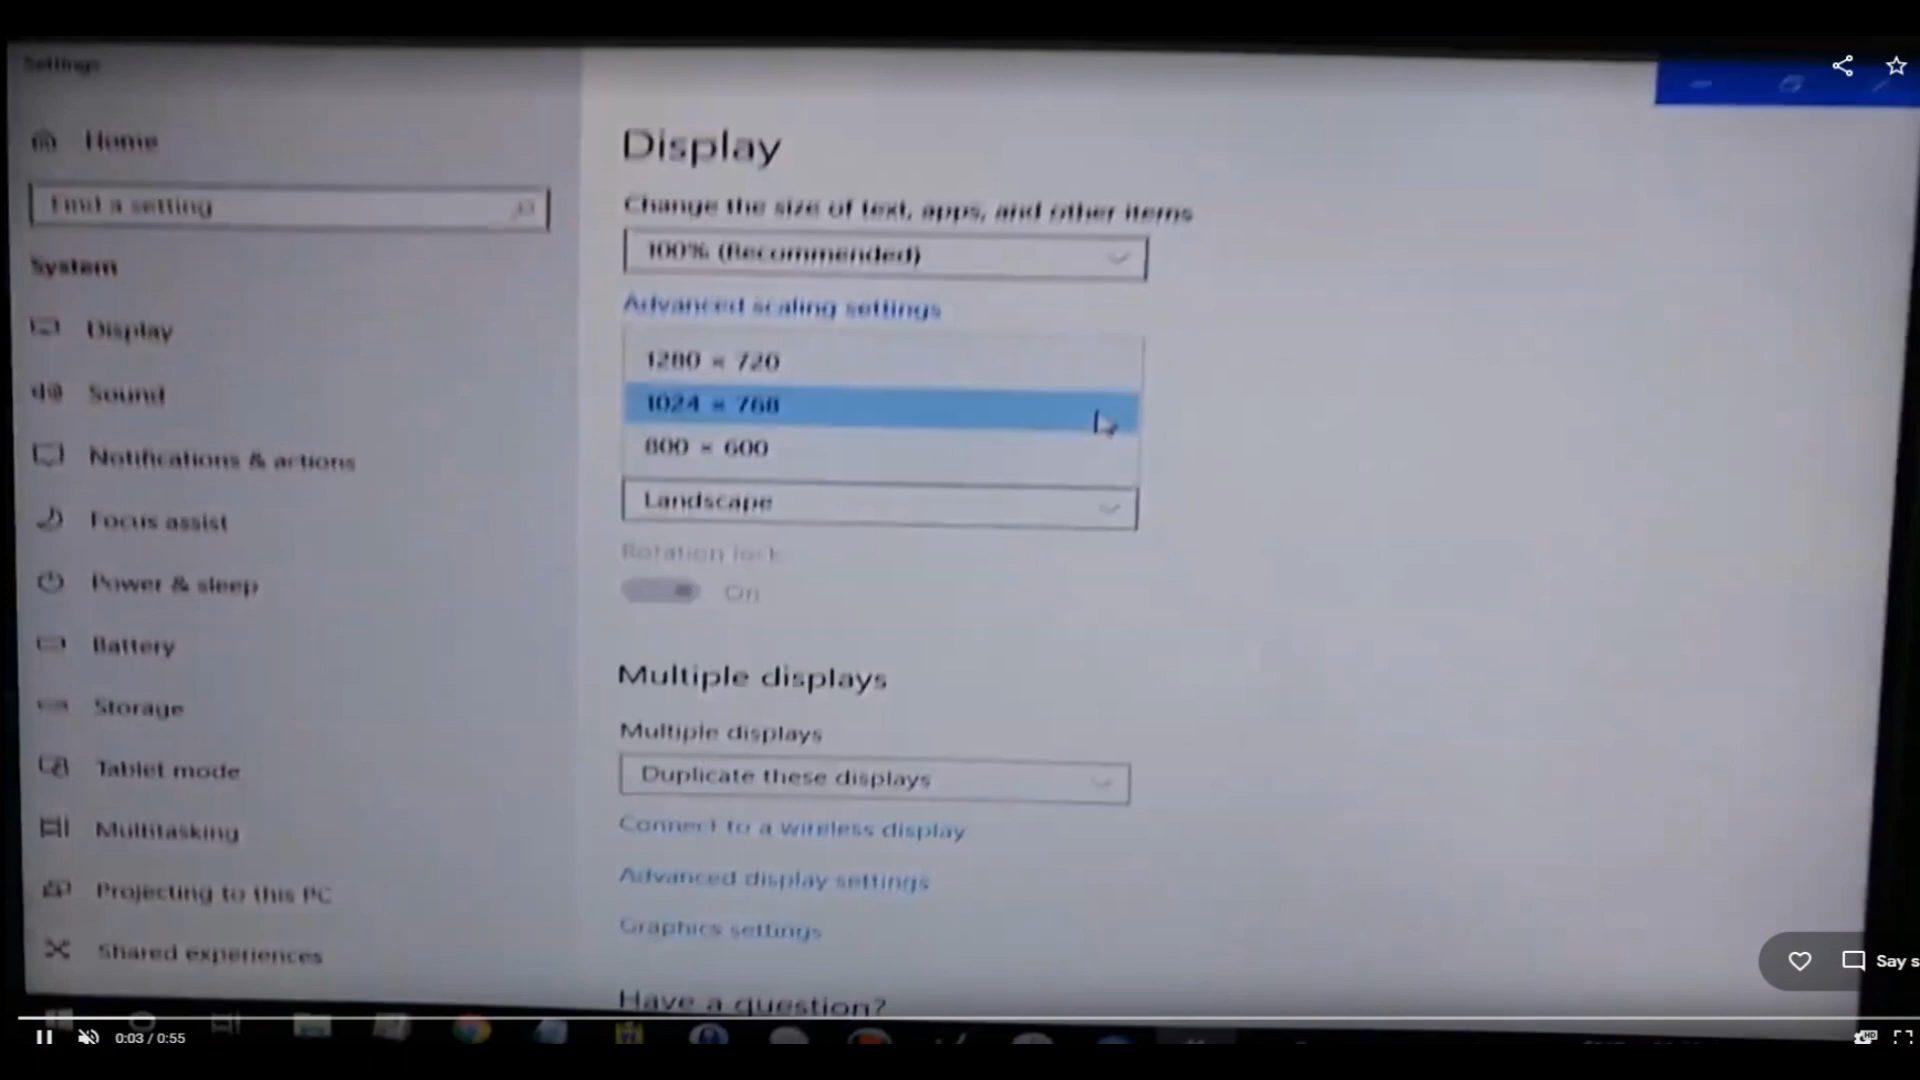 Settings
Home
Find a setting
System
Display
Sound
Notifications & actions
Focus assist
Power & sleep
Battery
Storage
Tablet mode
Multitasking
Projecting to this PC
Shared experiences
Display
Change the size of text, apps, and other items
100% (Recommended)
Advanced scaling settings
1280 × 720
1024 × 768
800 × 600
Landscape
Rotation lock
On
Multiple displays
Multiple displays
Duplicate these displays
Connect to a wireless display
Advanced display settings
Graphics settings
Have a question?
Say s
0:03 / 0:55
HD